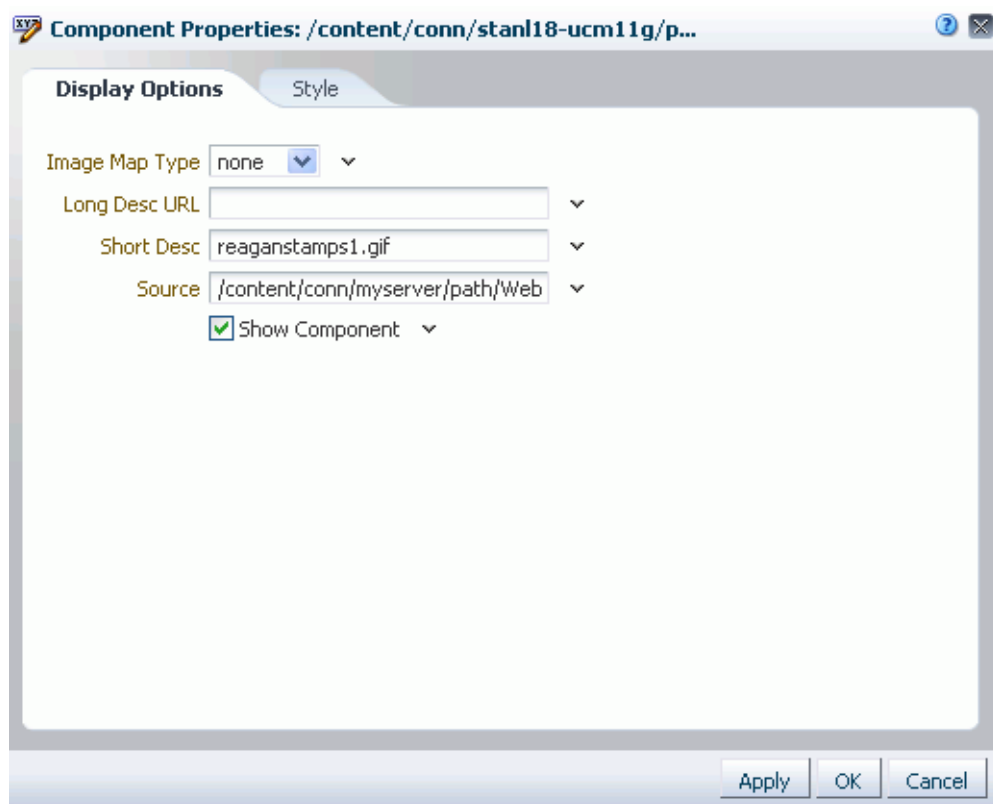 Component Properties: /content/conn/stanl18-ucm11g/p...
Display Options Style
Image Map Type none
Long Desc URL
Short Desc reaganstamps1.gif
Source /content/conn/myserver/path/Web
Show Component
Apply OK Cancel